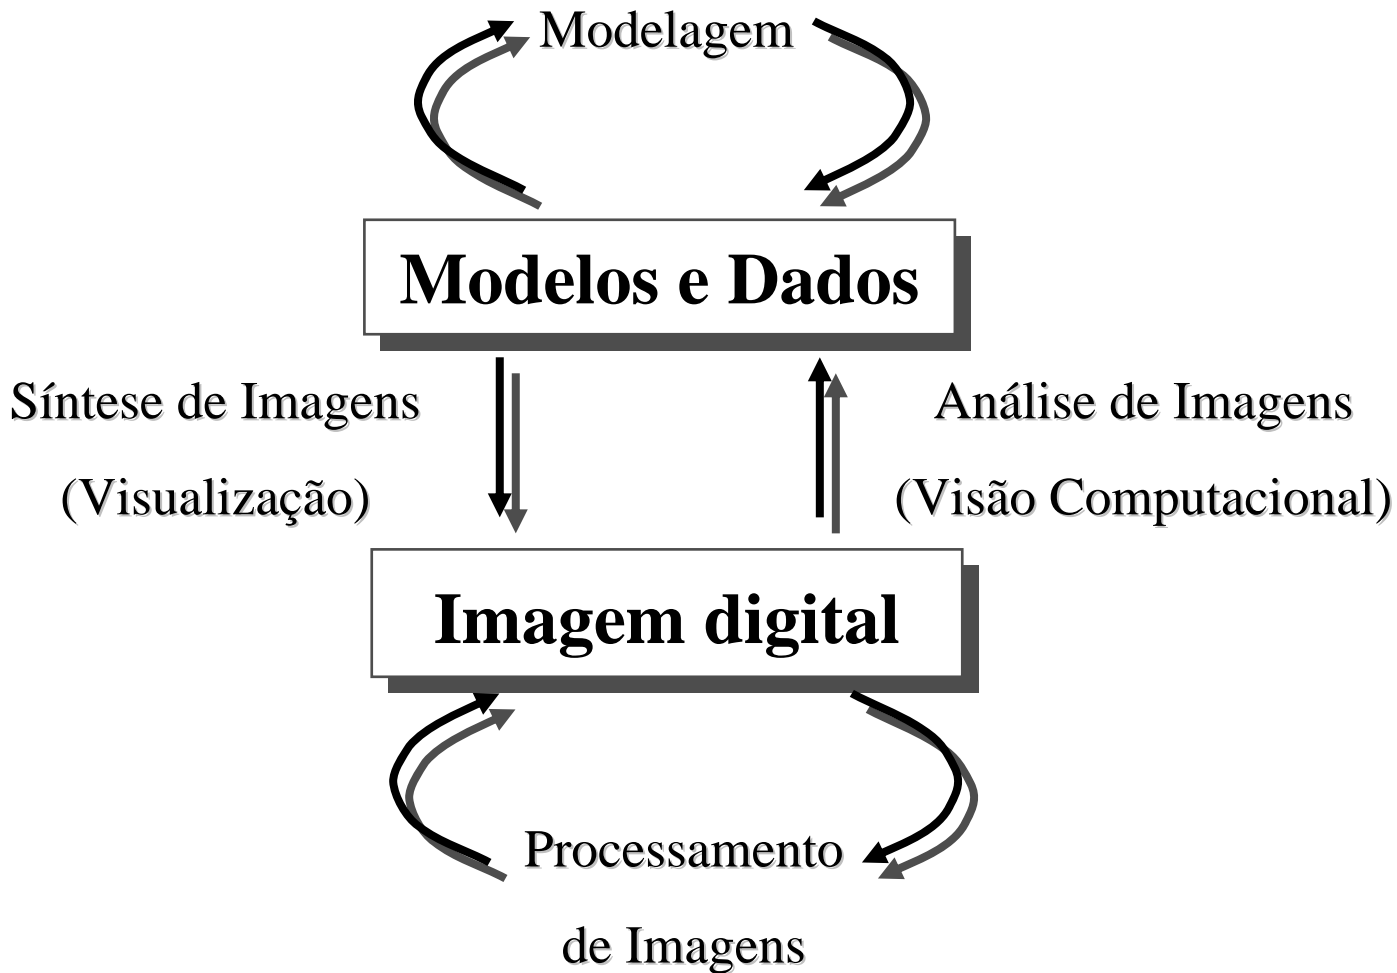 Modelagem
Modelos e Dados
Síntese de Imagens
(Visualização)
Análise de Imagens
(Visão Computacional)
Imagem digital
Processamento
de Imagens